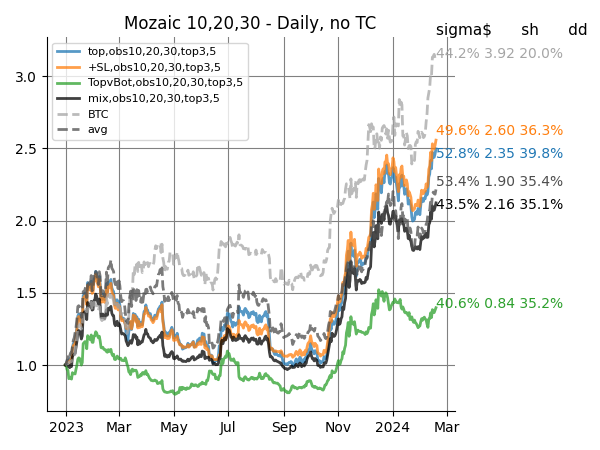 Mozaic 10,20,30 - Daily, no TC
sigma$ sh dd
top,obs10,20,30,top3,5
+SL,obs10,20,30,top3,5
TopvBot,obs10,20,30,top3,5
mix,obs10,20,30,top3,5
BTC
avg
44.2% 3.92 20.0%
49.6% 2.60 36.3%
52.8% 2.35 39.8%
53.4% 1.90 35.4%
43.5% 2.16 35.1%
40.6% 0.84 35.2%
3.0
2.5
2.0
1.5
1.0
2023 Mar May Jul Sep Nov 2024 Mar